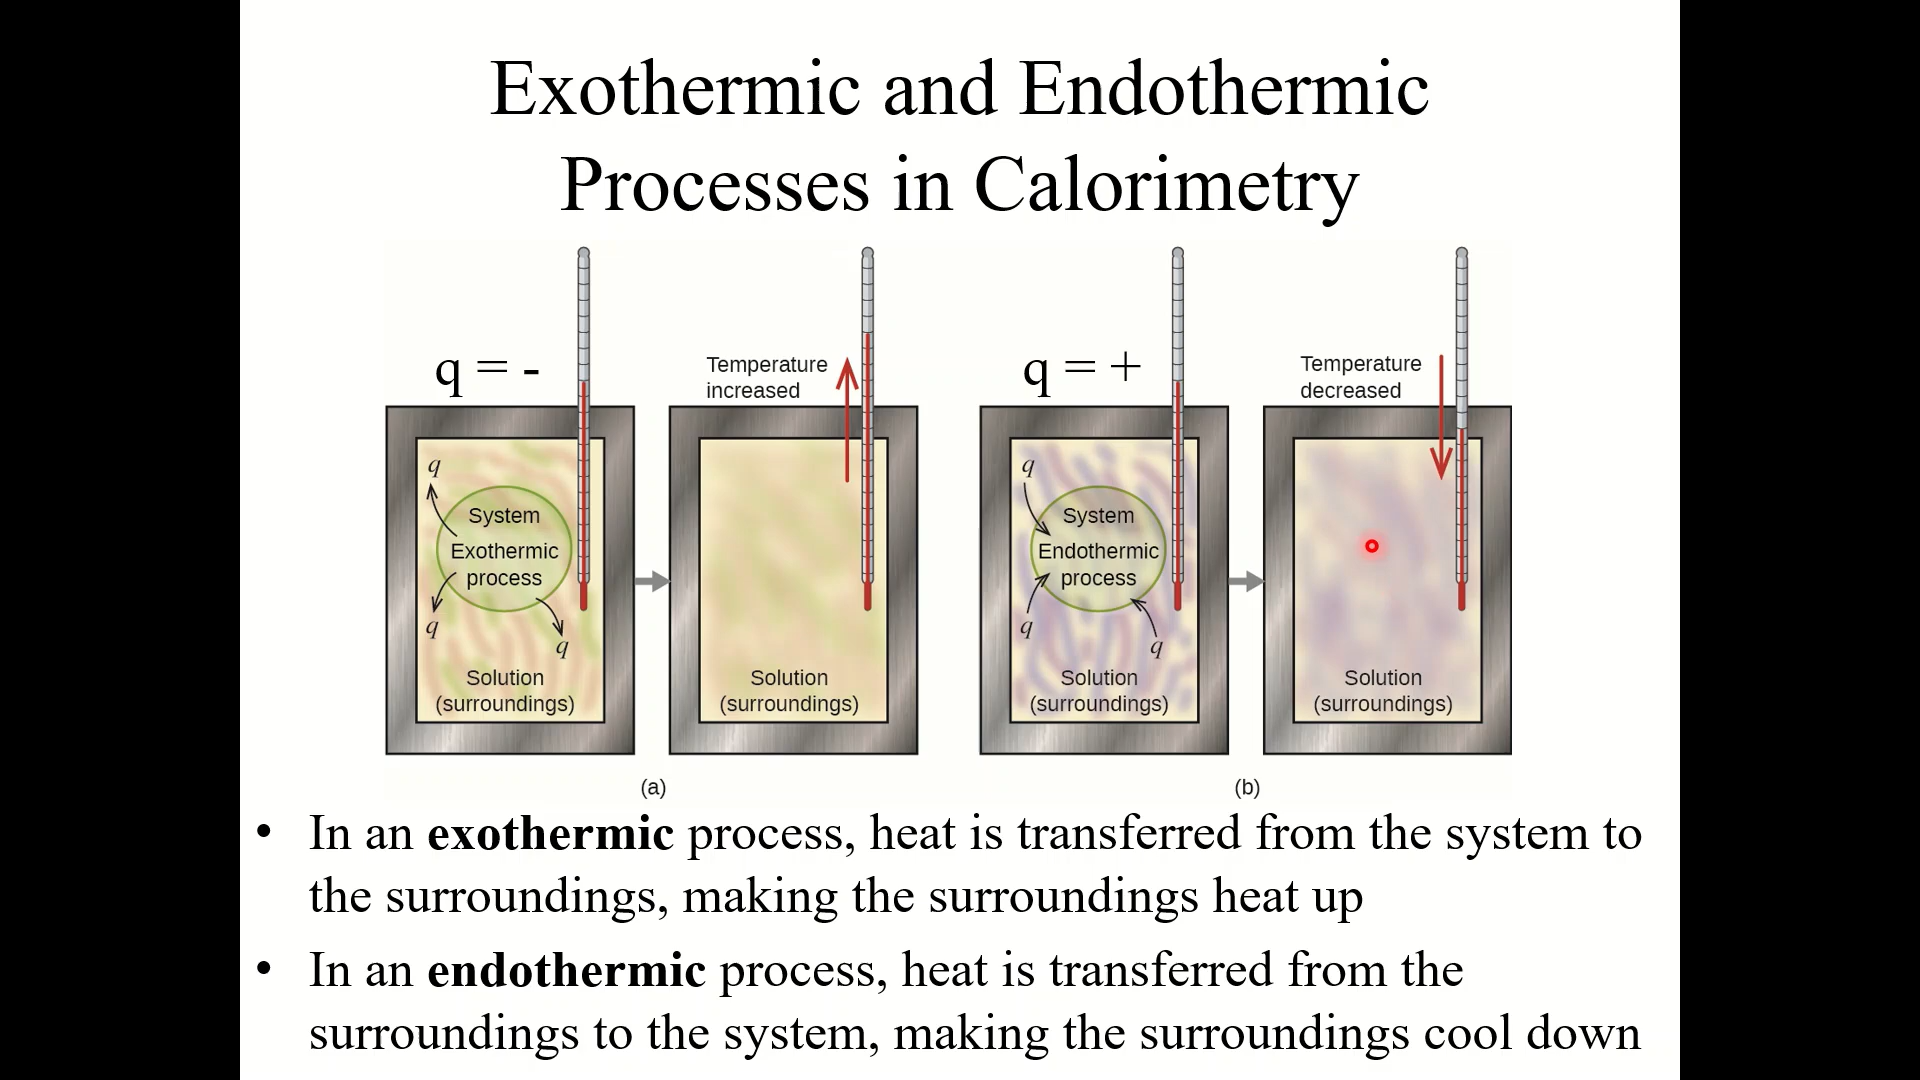 Exothermic and Endothermic
Processes in Calorimetry
q = -
Temperature
increased
q
System
Exothermic
process
q
q
Solution
(surroundings)
Solution
(surroundings)
(a)
q = +
Temperature
decreased
q
System
Endothermic
process
q
q
Solution
(surroundings)
Solution
(surroundings)
(b)
• In an exothermic process, heat is transferred from the system to
the surroundings, making the surroundings heat up
• In an endothermic process, heat is transferred from the
surroundings to the system, making the surroundings cool down